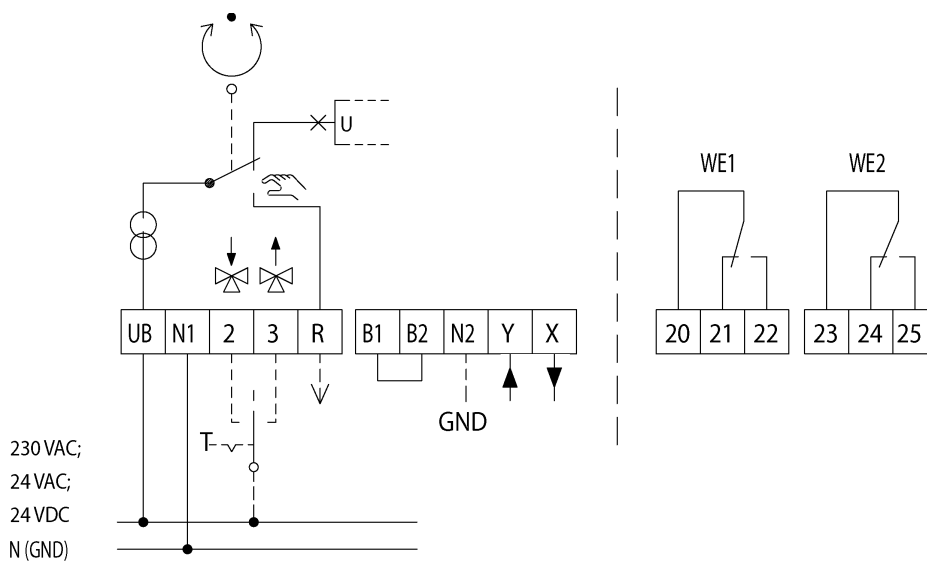 U
WE1
WE2
UB N1 2 3 R
B1 B2 N2 Y X
20 21 22
23 24 25
GND
T
230 VAC;
24 VAC;
24 VDC
N (GND)